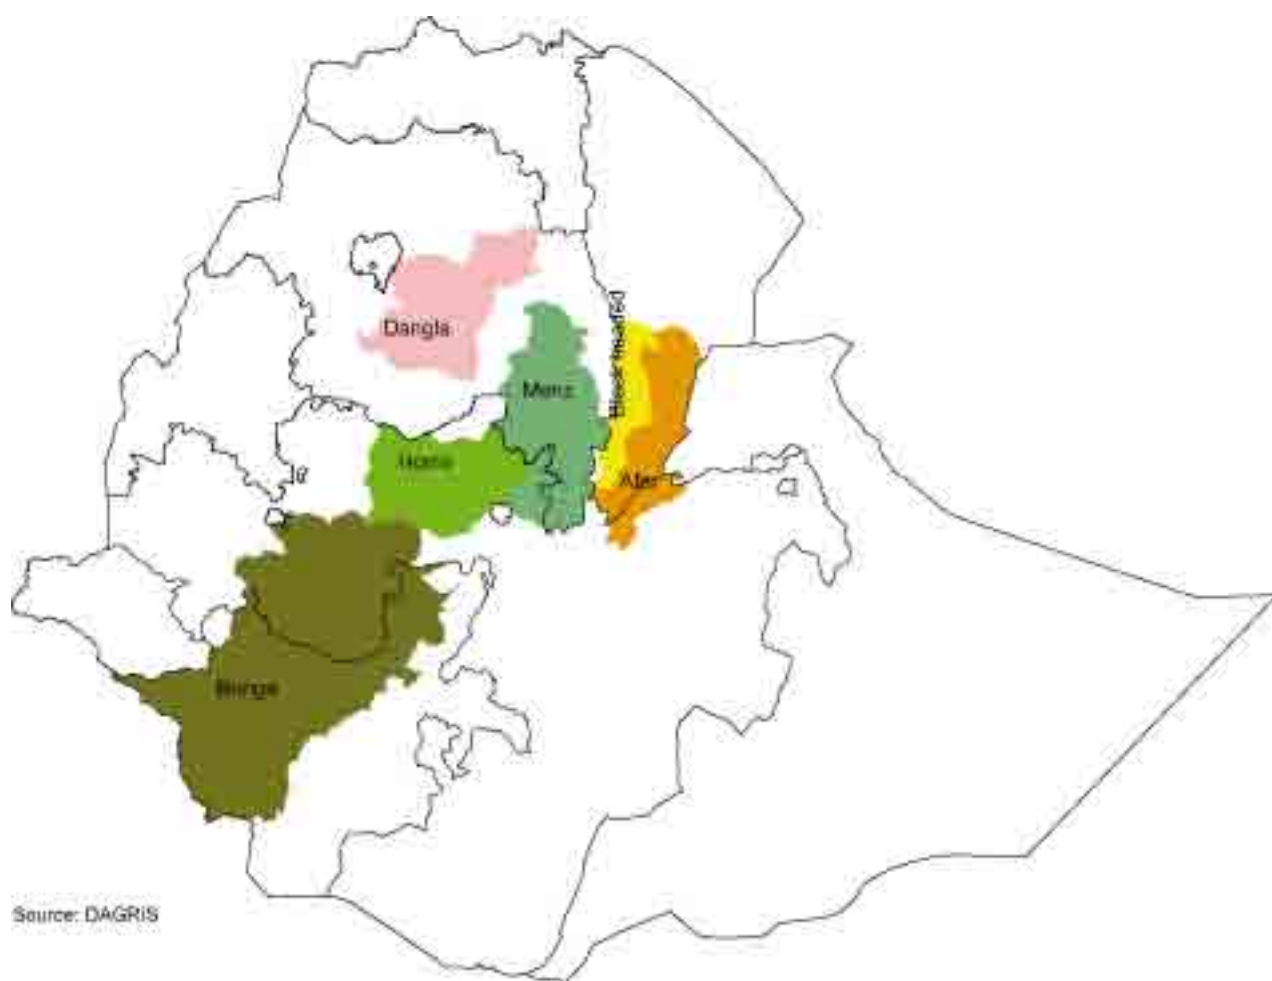 Dangla
Black headed
Menz
Horro
Afar
Bonga
Source: DAGRIS